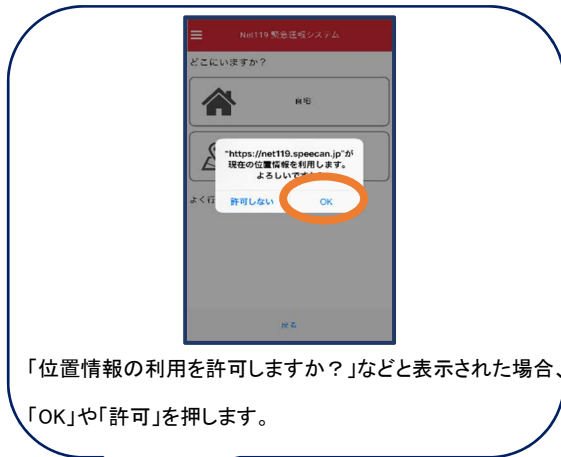 Net119 緊急通報システム
どこにいますか？
自宅
"https://net119.speecan.jp"が
現在の位置情報を利用します。
よろしいですか
よく行
許可しない OK
戻る
「位置情報の利用を許可しますか？」などと表示された場合、
「OK」や「許可」を押します。